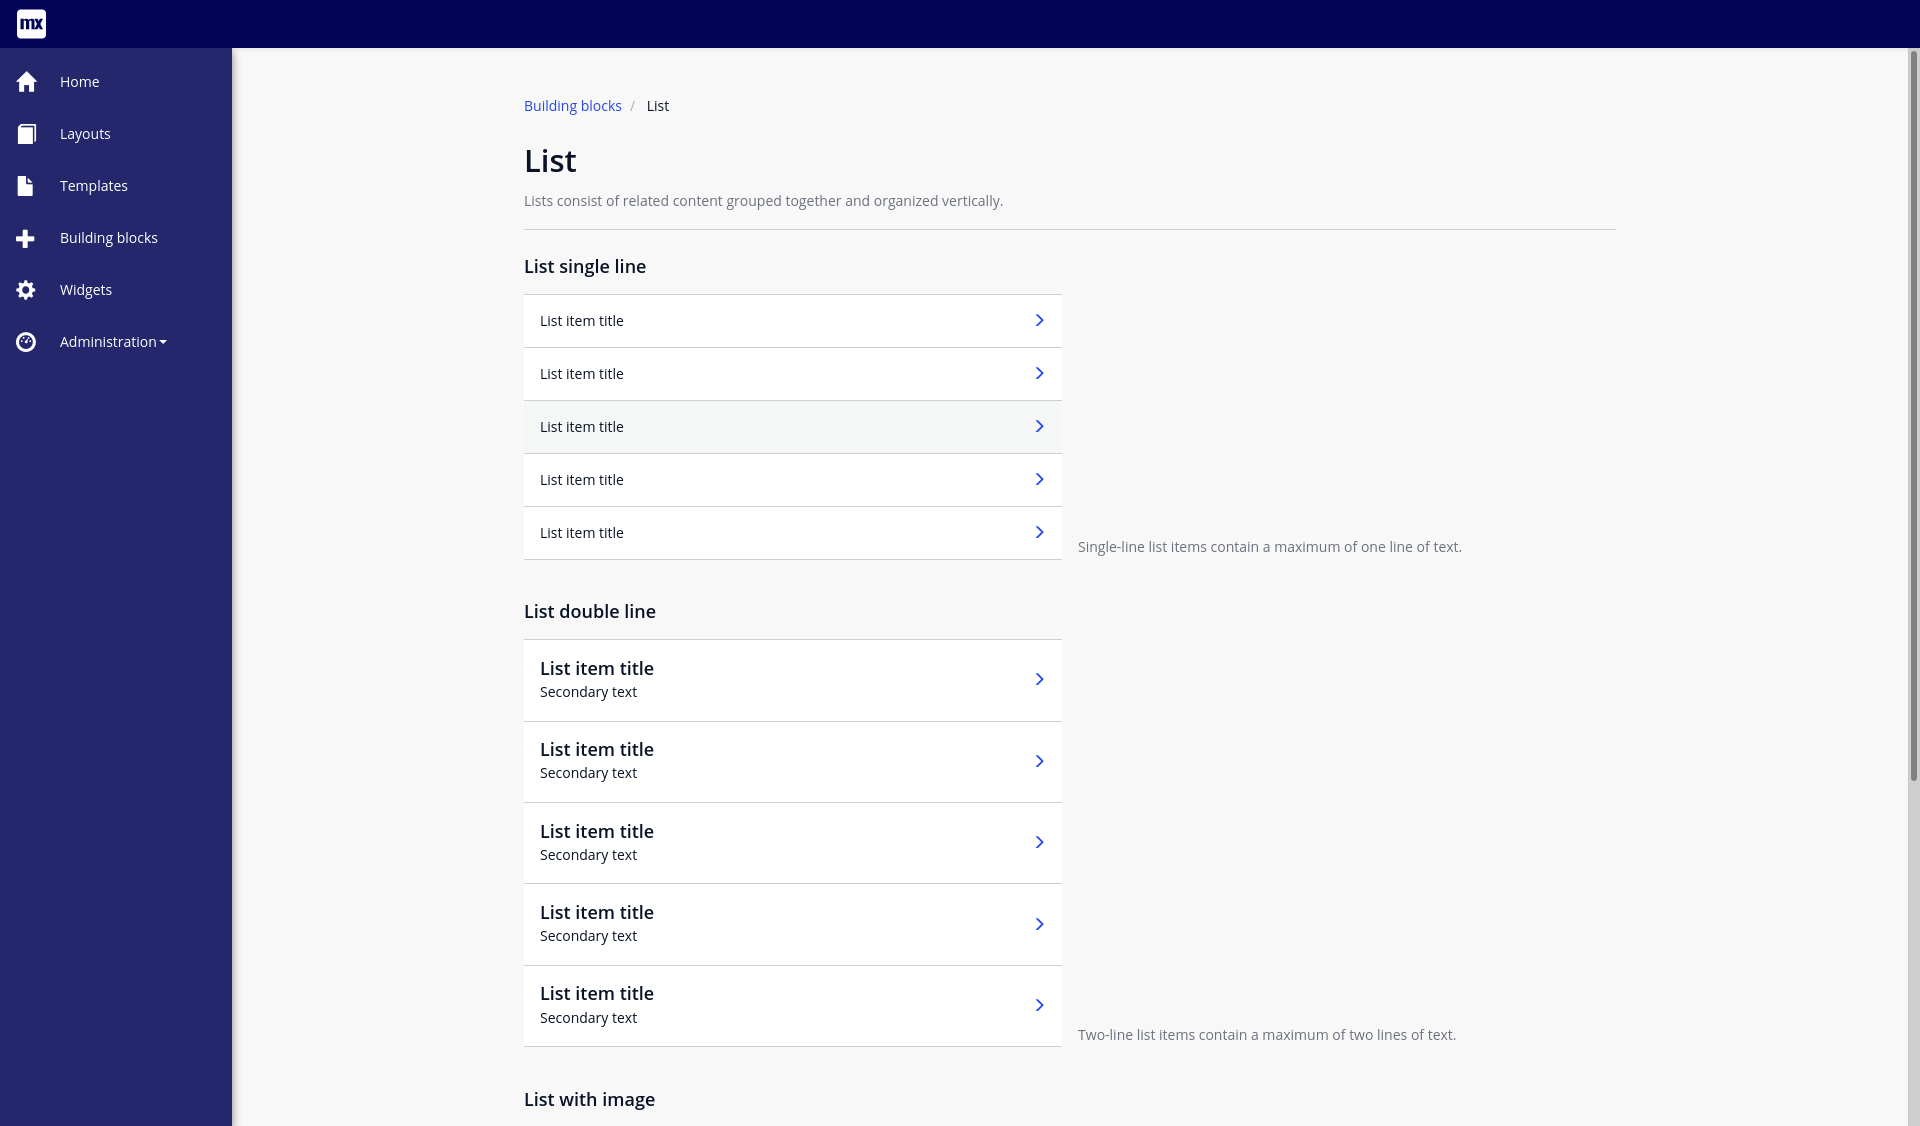 mx
Home
Layouts
Templates
Building blocks
Widgets
Administration
Building blocks / List
List
Lists consist of related content grouped together and organized vertically.
List single line
List item title
List item title
List item title
List item title
List item title
Single-line list items contain a maximum of one line of text.
List double line
List item title
Secondary text
List item title
Secondary text
List item title
Secondary text
List item title
Secondary text
List item title
Secondary text
Two-line list items contain a maximum of two lines of text.
List with image